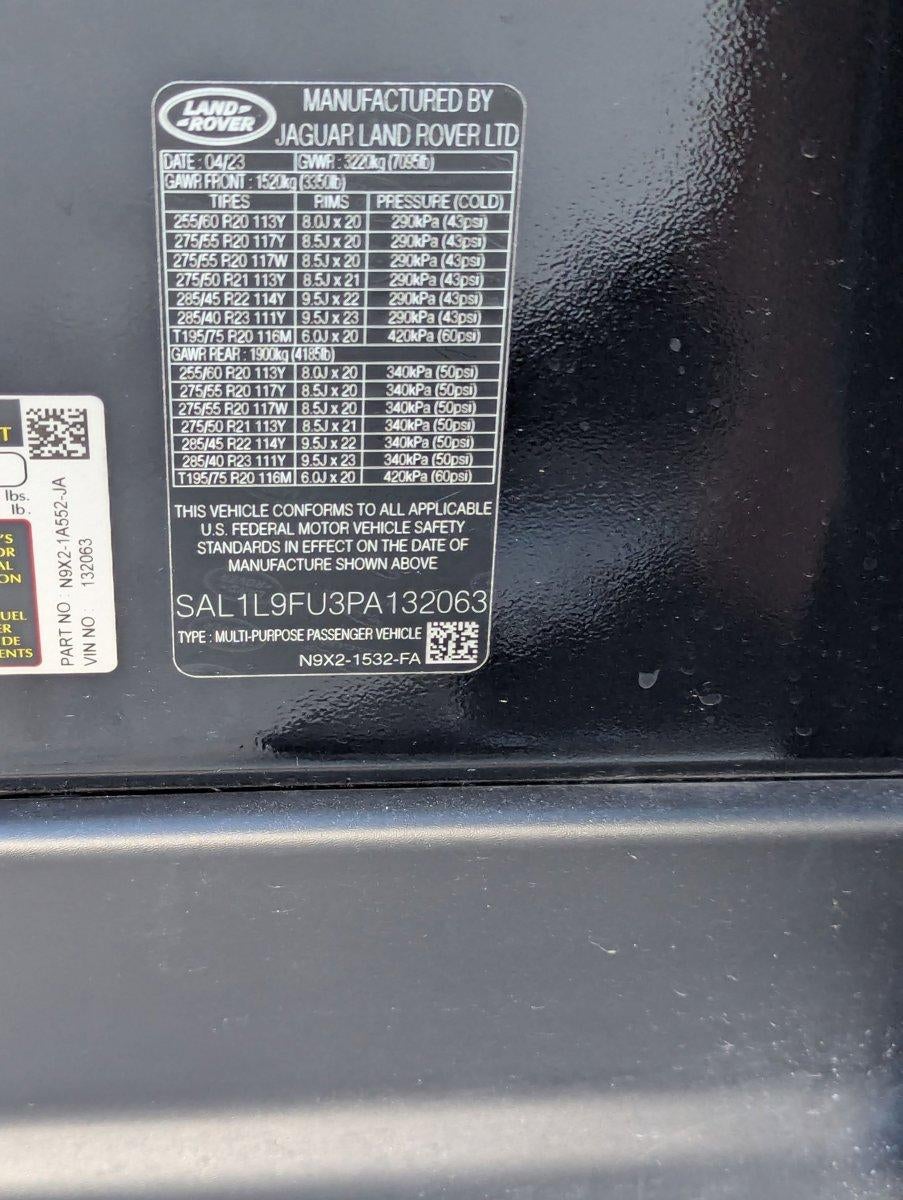 LAND-
-ROVER
MANUFACTURED BY
JAGUAR LAND ROVER LTD
DATE : 04/23 GVWR : 3220kg (7095lb)
GAWR FRONT : 1520kg (3350lb)
TIRES RIMS PRESSURE (COLD)
255/60 R20 113Y 8.0J x 20 290kPa (43psi)
275/55 R20 117Y 8.5J x 20 290kPa (43psi)
275/55 R20 117W 8.5J x 20 290kPa (43psi)
275/50 R21 113Y 8.5J x 21 290kPa (43psi)
285/45 R22 114Y 9.5J x 22 290kPa (43psi)
285/40 R23 111Y 9.5J x 23 290kPa (43psi)
T195/75 R20 116M 6.0J x 20 420kPa (60psi)
GAWR REAR : 1900kg (4185lb)
255/60 R20 113Y 8.0J x 20 340kPa (50psi)
275/55 R20 117Y 8.5J x 20 340kPa (50psi)
275/55 R20 117W 8.5J x 20 340kPa (50psi)
275/50 R21 113Y 8.5J x 21 340kPa (50psi)
285/45 R22 114Y 9.5J x 22 340kPa (50psi)
285/40 R23 111Y 9.5J x 23 340kPa (50psi)
T195/75 R20 116M 6.0J x 20 420kPa (60psi)
THIS VEHICLE CONFORMS TO ALL APPLICABLE
U.S. FEDERAL MOTOR VEHICLE SAFETY
STANDARDS IN EFFECT ON THE DATE OF
MANUFACTURE SHOWN ABOVE
SAL1L9FU3PA132063
TYPE : MULTI-PURPOSE PASSENGER VEHICLE
N9X2-1532-FA
T
lbs.
lb.
'S
OR
AL
ON
UEL
ER
DE
ENTS
PART NO : N9X2-1A552-JA
VIN NO : 132063